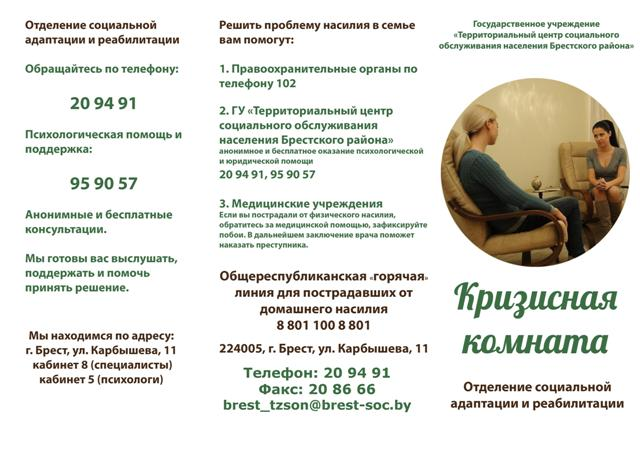 Отделение социальной
адаптации и реабилитации
Обращайтесь по телефону:
20 94 91
Психологическая помощь и
поддержка:
95 90 57
Анонимные и бесплатные
консультации.
Мы готовы вас выслушать,
поддержать и помочь
принять решение.
Мы находимся по адресу:
г. Брест, ул. Карбышева, 11
кабинет 8 (специалисты)
кабинет 5 (психологи)
Решить проблему насилия в семье
вам помогут:
1. Правоохранительные органы по
телефону 102
2. ГУ «Территориальный центр
социального обслуживания
населения Брестского района»
анонимное и бесплатное оказание психологической
и юридической помощи
20 94 91, 95 90 57
3. Медицинские учреждения
Если вы пострадали от физического насилия,
обратитесь за медицинской помощью, зафиксируйте
побои. В дальнейшем заключение врача поможет
наказать преступника.
Общереспубликанская «горячая»
линия для пострадавших от
домашнего насилия
8 801 100 8 801
224005, г. Брест, ул. Карбышева, 11
Телефон: 20 94 91
Факс: 20 86 66
brest_tzson@brest-soc.by
Государственное учреждение
«Территориальный центр социального
обслуживания населения Брестского района»
Кризисная
комната
Отделение социальной
адаптации и реабилитации